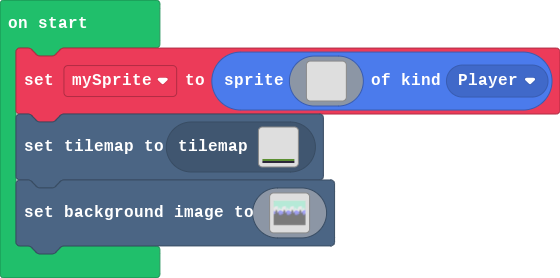 on start
set mySprite to sprite of kind Player
set tilemap to tilemap
set background image to